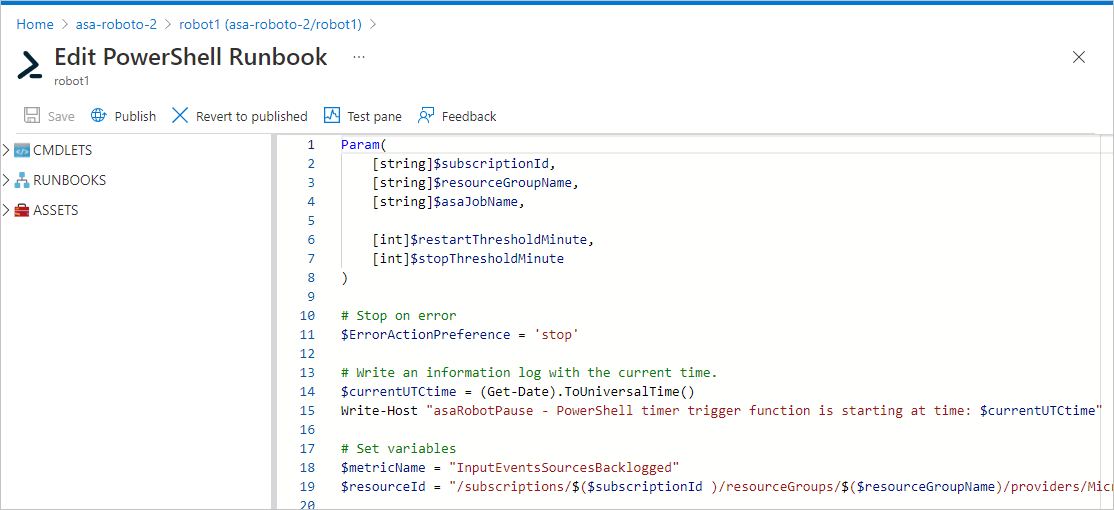 Home > asa-roboto-2 > robot1 (asa-roboto-2/robot1) >
Edit PowerShell Runbook ...
robot1
Save Publish Revert to published Test pane Feedback
CMDLETS
RUNBOOKS
ASSETS
1 Param(
2 [string]$subscriptionId,
3 [string]$resourceGroupName,
4 [string]$asaJobName,
5
6 [int]$restartThresholdMinute,
7 [int]$stopThresholdMinute
8 )
9
10 # Stop on error
11 $ErrorActionPreference = 'stop'
12
13 # Write an information log with the current time.
14 $currentUTCtime = (Get-Date).ToUniversalTime()
15 Write-Host "asaRobotPause - PowerShell timer trigger function is starting at time: $currentUTCtime"
16
17 # Set variables
18 $metricName = "InputEventsSourcesBacklogged"
19 $resourceId = "/subscriptions/$($subscriptionId )/resourceGroups/$($resourceGroupName)/providers/Mic
20